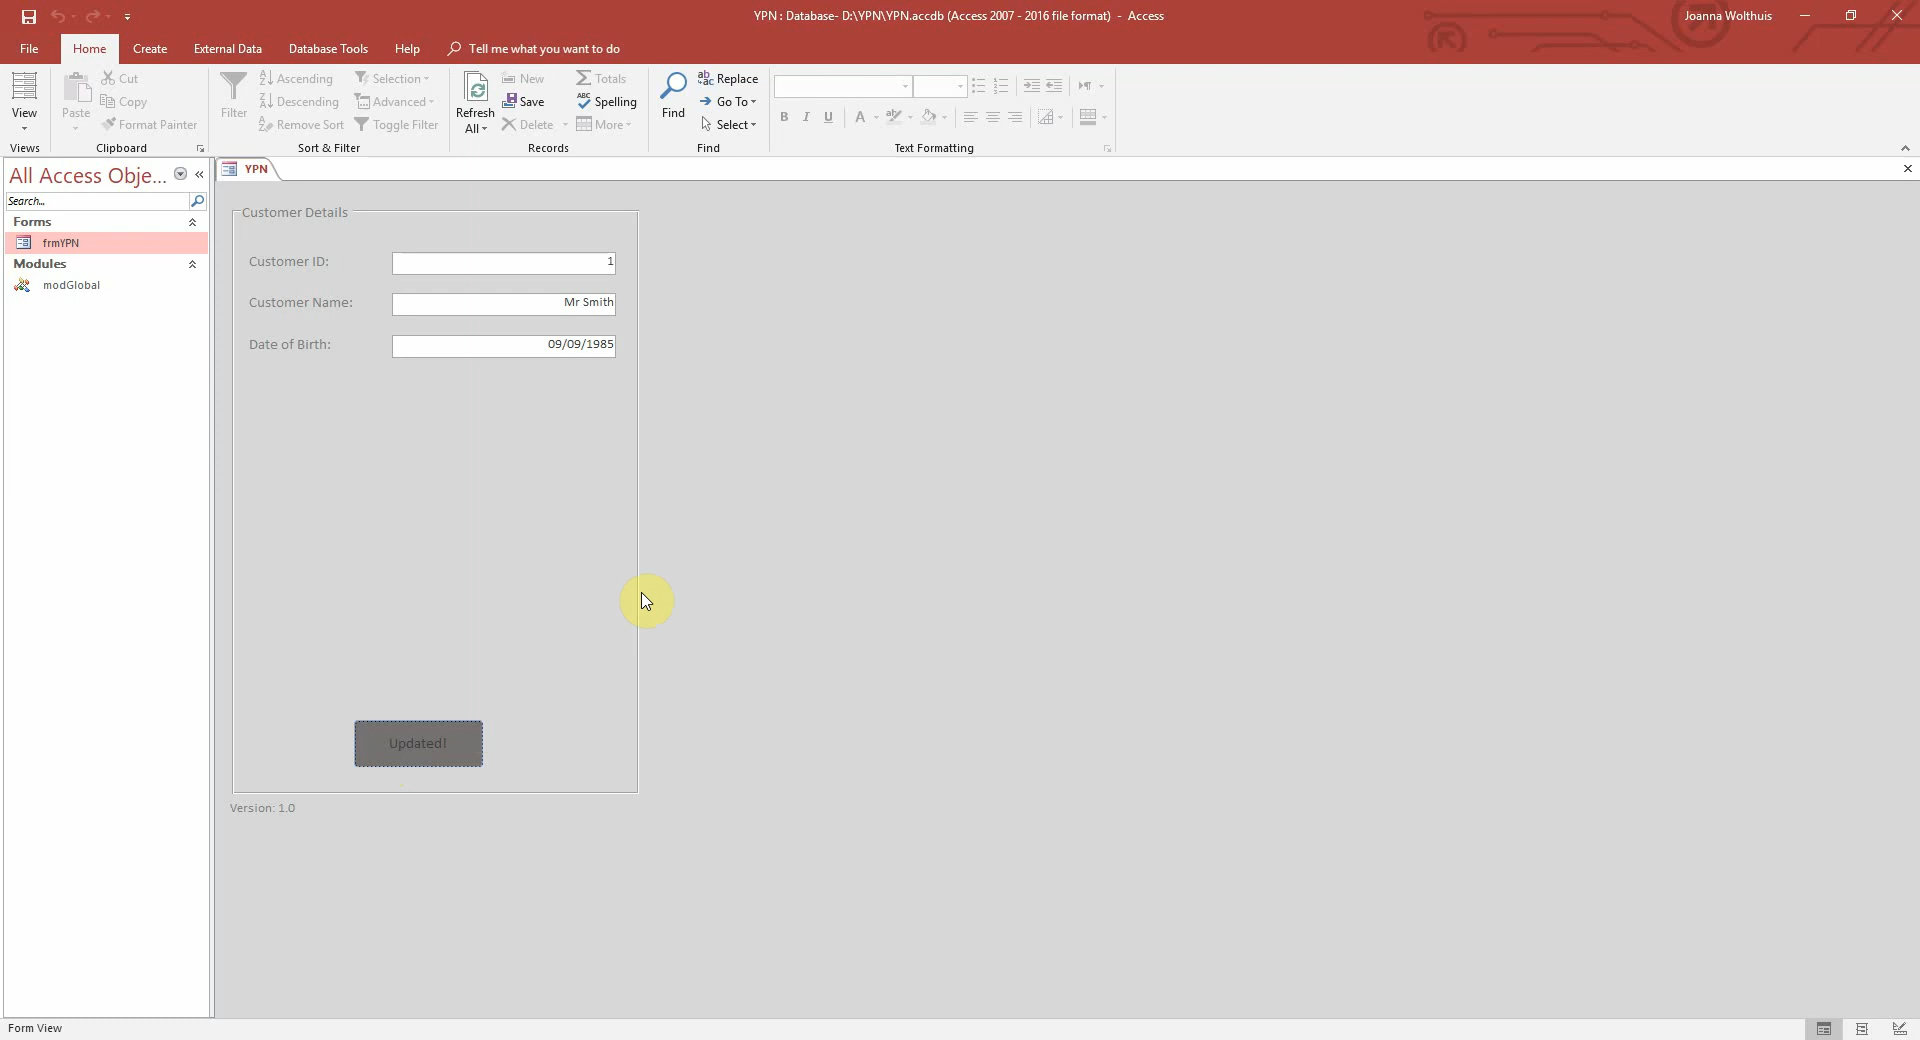 YPN : Database- D:\YPN\YPN.accdb (Access 2007 - 2016 file format) - Access
Joanna Wolthuis
File Home Create External Data Database Tools Help Tell me what you want to do
View
Views
Paste
Cut
Copy
Format Painter
Clipboard
Filter
Ascending
Descending
Remove Sort
Selection
Advanced
Toggle Filter
Sort & Filter
Refresh
All
New
Save
Delete
Totals
Spelling
More
Records
Find
Replace
Go To
Select
Find
B I U
Text Formatting
All Access Obje...
Search...
Forms
frmYPN
Modules
modGlobal
YPN
Customer Details
Customer ID: 1
Customer Name: Mr Smith
Date of Birth: 09/09/1985
Updated!
Version: 1.0
Form View